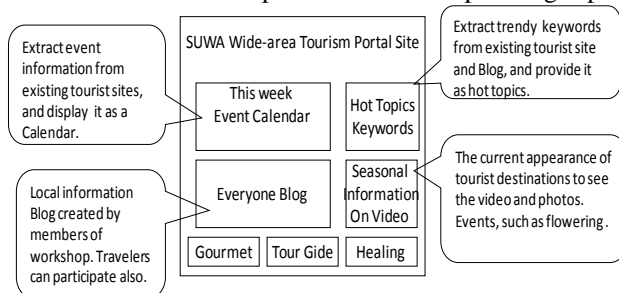 Extract event
information from
existing tourist sites,
and display it as a
Calendar.
Local information
Blog created by
members of
workshop. Travelers
can participate also.
SUWA Wide-area Tourism Portal Site
This week
Event Calendar
Hot Topics
Keywords
Everyone Blog
Seasonal
Information
On Video
Gourmet
Tour Gide
Healing
Extract trendy keywords
from existing tourist site
and Blog, and provide it
as hot topics.
The current appearance of
tourist destinations to see
the video and photos.
Events, such as flowering .